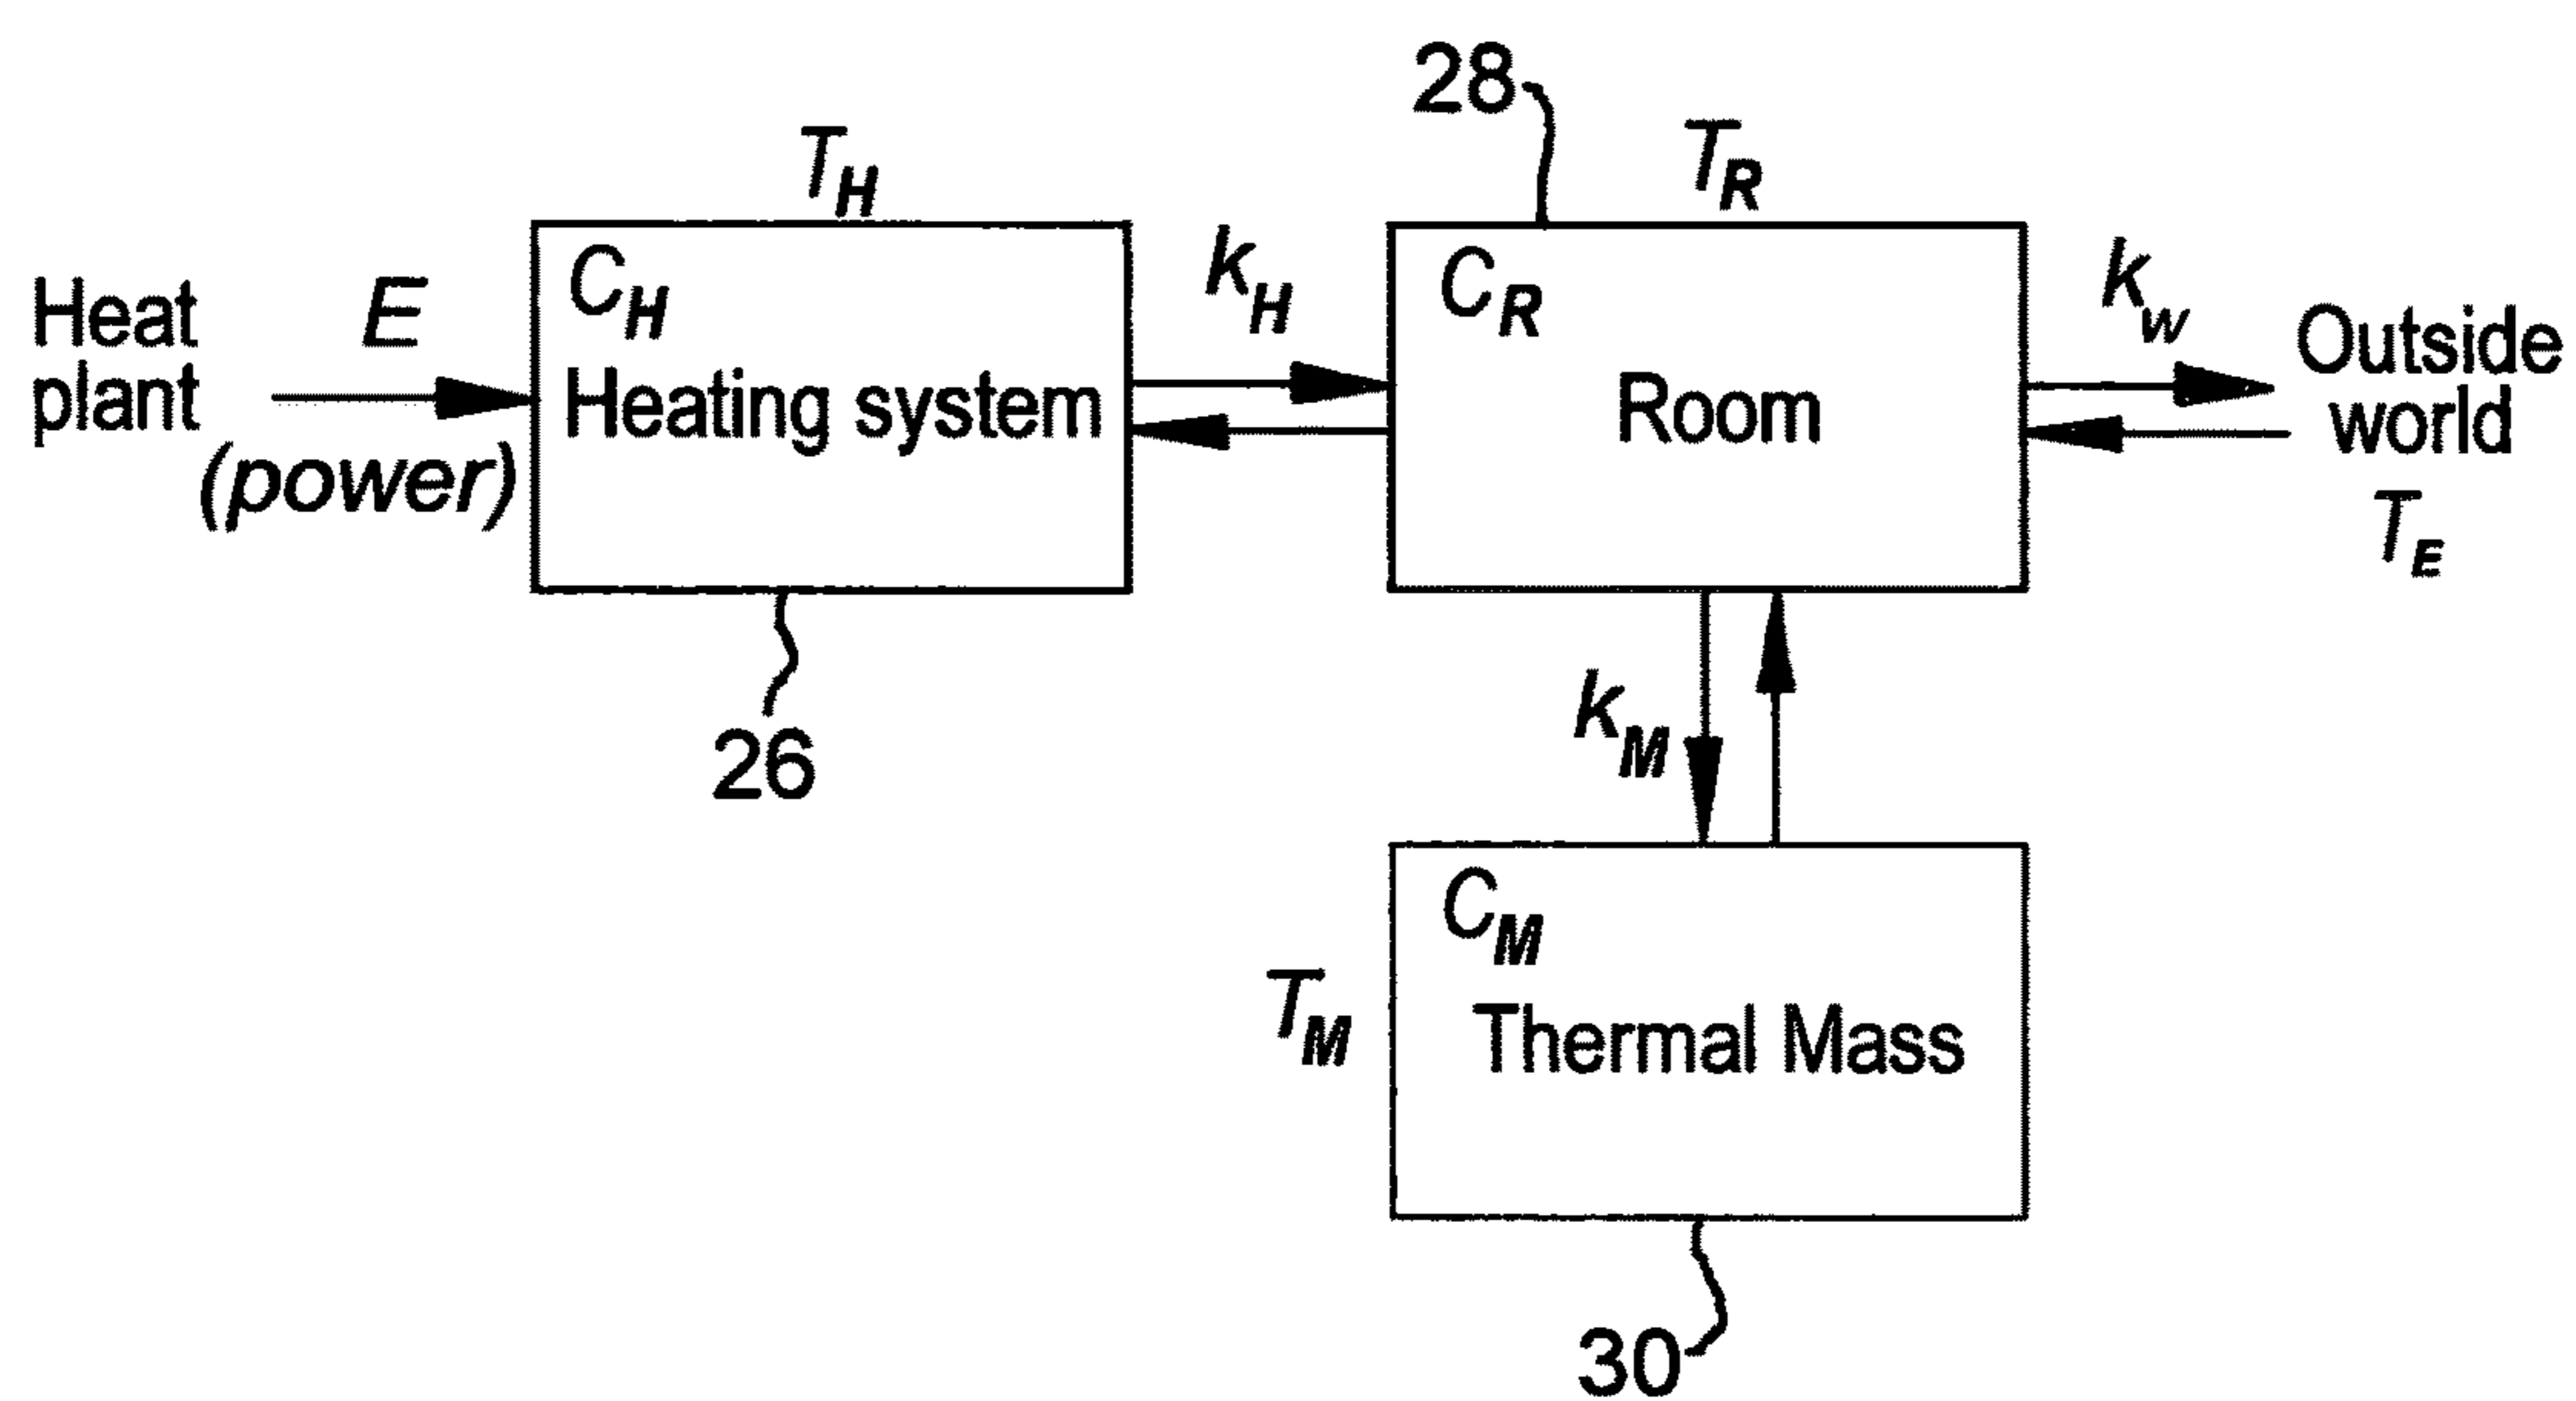 28
T_H
T_R
Heat
plant
E
(power)
C_H
Heating system
k_H
C_R
Room
k_w
Outside
world
T_E
26
k_M
C_M
T_M
Thermal Mass
30